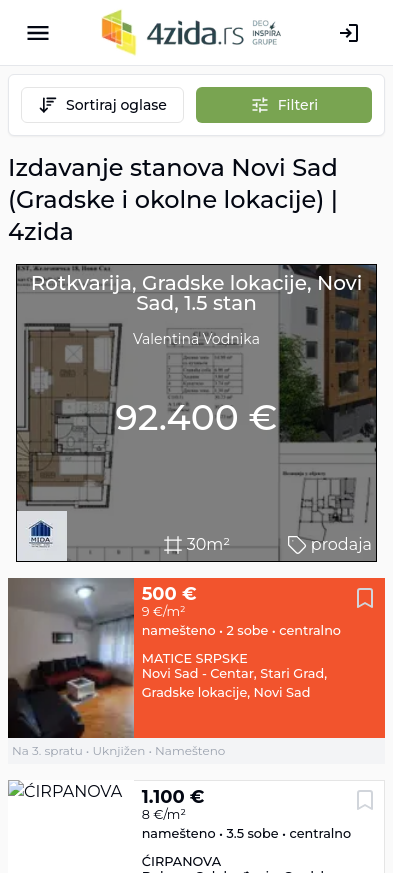 4zida.rs
DEO
INSPIRA
GRUPE
Sortiraj oglase
Filteri
Izdavanje stanova Novi Sad
(Gradske i okolne lokacije) |
4zida
Rotkvarija, Gradske lokacije, Novi
Sad, 1.5 stan
Valentina Vodnika
92.400 €
MIDA
30m²
prodaja
500 €
9 €/m²
namešteno • 2 sobe • centralno
MATICE SRPSKE
Novi Sad - Centar, Stari Grad,
Gradske lokacije, Novi Sad
Na 3. spratu • Uknjižen • Namešteno
ĆIRPANOVA
1.100 €
8 €/m²
namešteno • 3.5 sobe • centralno
ĆIRPANOVA